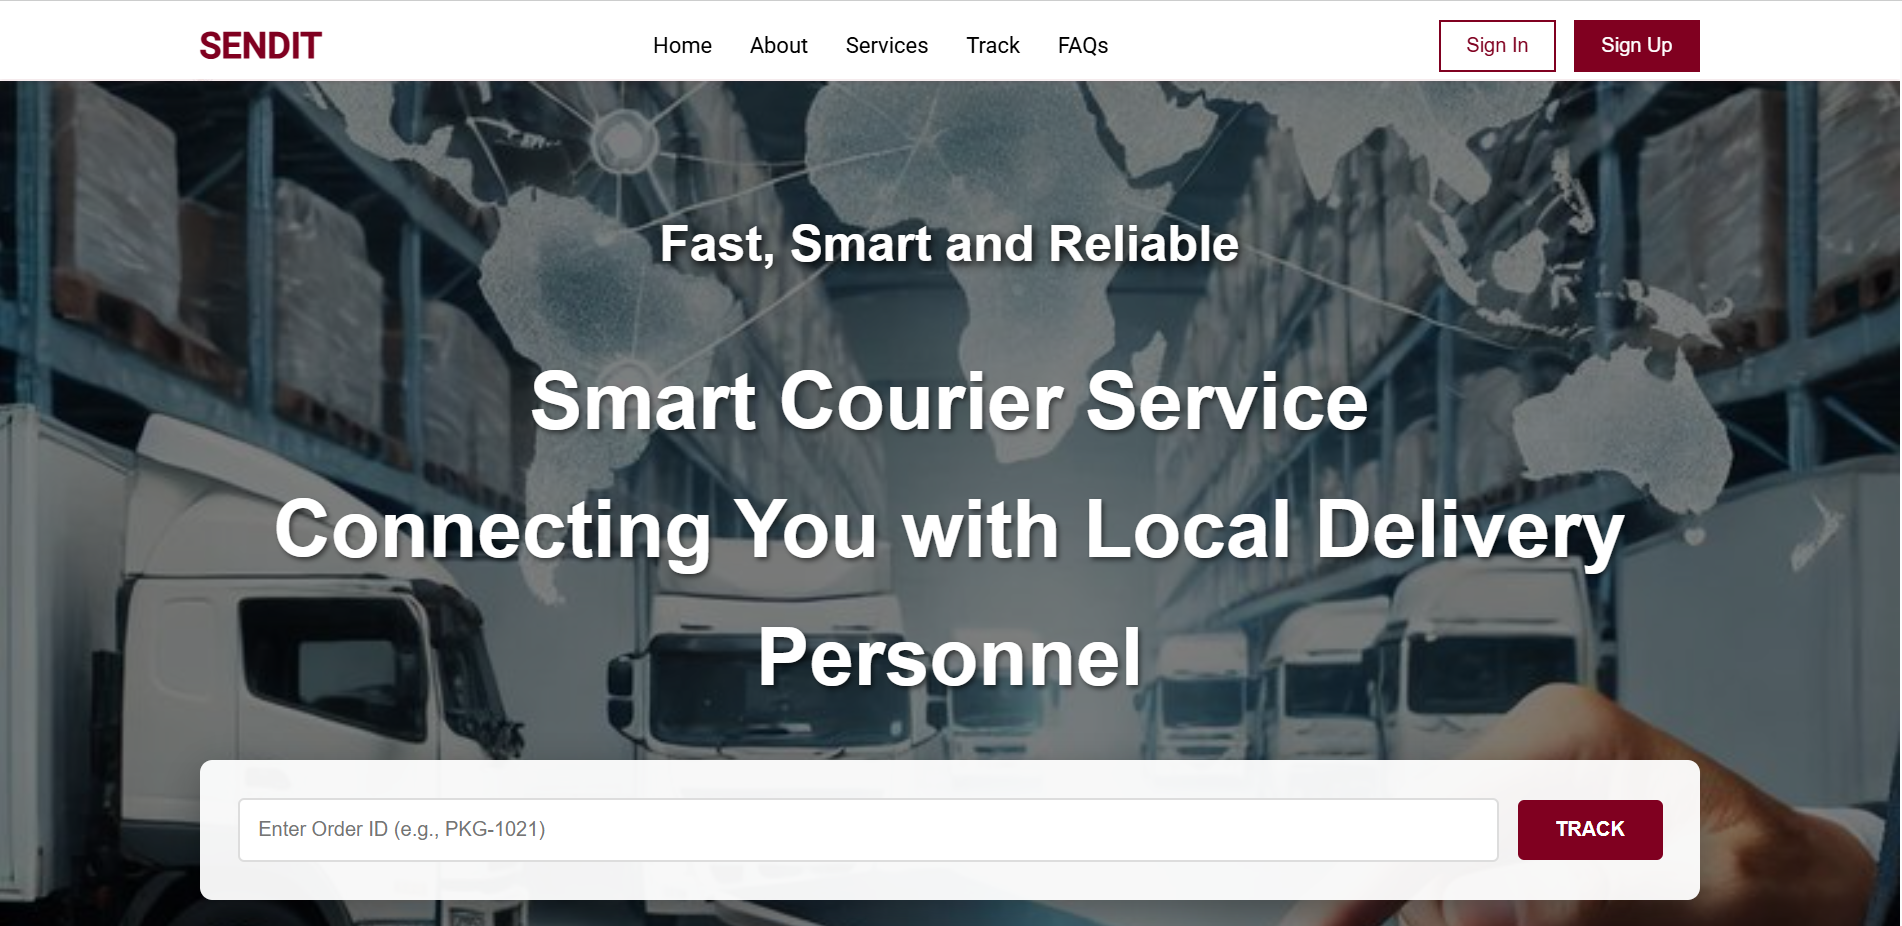 SENDIT
Home
About
Services
Track
FAQs
Sign In
Sign Up
Fast, Smart and Reliable
Smart Courier Service
Connecting You with Local Delivery
Personnel
Enter Order ID (e.g., PKG-1021)
TRACK